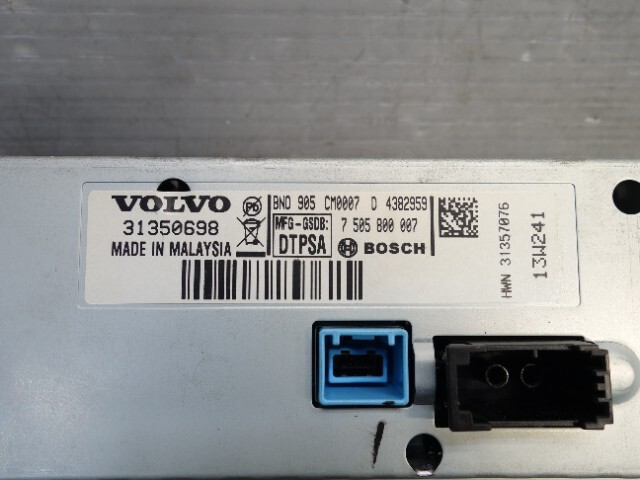 VOLVO
31350698
MADE IN MALAYSIA
BND 905 CM0007 D 4382959
MFG-GSDB: 7 505 800 007
DTPSA BOSCH
HWN 31357076
13W241